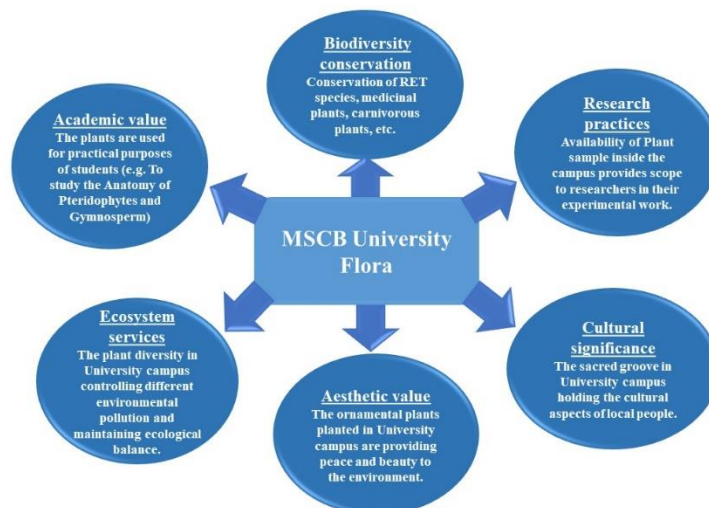 Biodiversity
conservation
Conservation of RET
species, medicinal
plants, carnivorous
plants, etc.
Academic value
The plants are used
for practical purposes
of students (e.g. To
study the Anatomy of
Pteridophytes and
Gymnosperm)
Research
practices
Availability of Plant
sample inside the
campus provides scope
to researchers in their
experimental work.
MSCB University
Flora
Ecosystem
services
The plant diversity in
University campus
controlling different
environmental
pollution and
maintaining ecological
balance.
Aesthetic value
The ornamental plants
planted in University
campus are providing
peace and beauty to
the environment.
Cultural
significance
The sacred groove in
University campus
holding the cultural
aspects of local people.